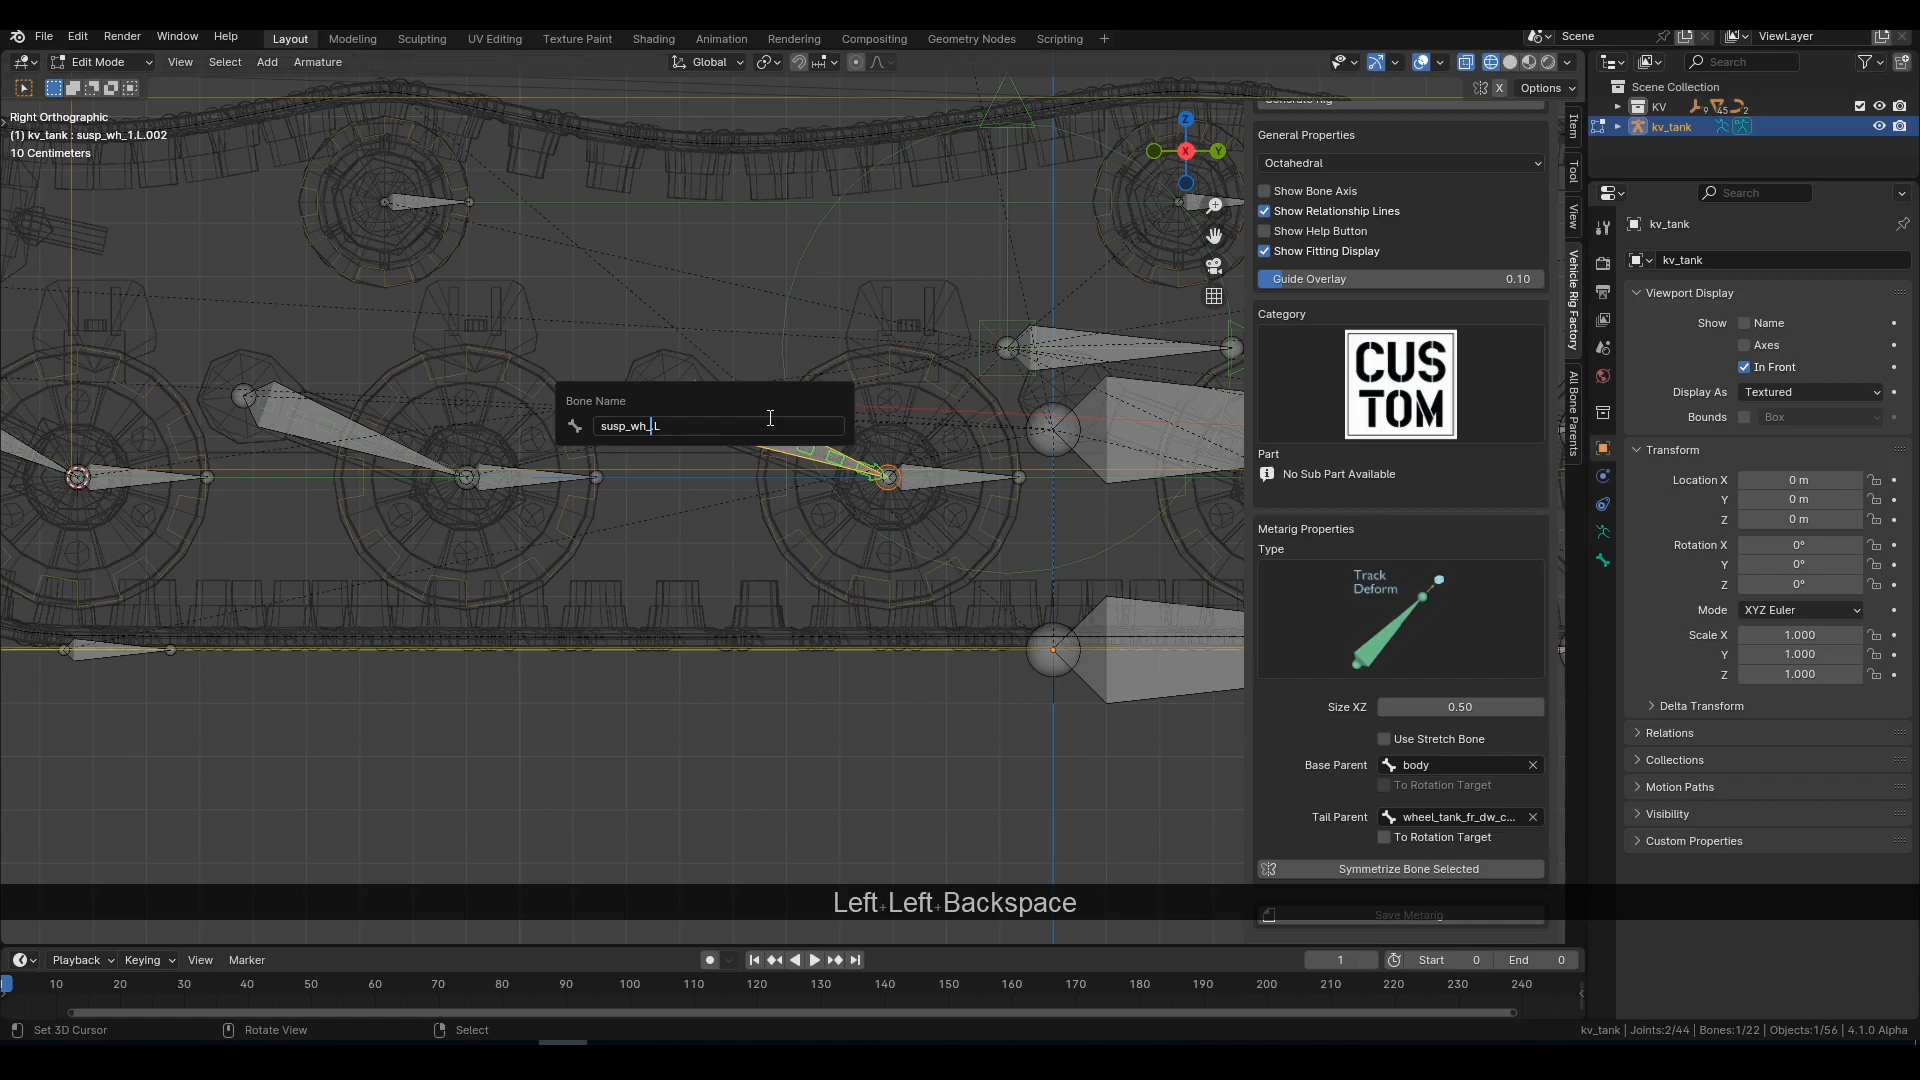 File Edit Render Window Help
Layout Modeling Sculpting UV Editing Texture Paint Shading Animation Rendering Compositing Geometry Nodes Scripting +
Scene
ViewLayer
Edit Mode View Select Add Armature
Global
Search
X Options
Scene Collection
KV 9 45 2
kv_tank
Right Orthographic
(1) kv_tank : susp_wh_1.L.002
10 Centimeters
Z
X
Y
Item
Tool
View
Vehicle Rig Factory
All Bone Parents
General Properties
Octahedral
Show Bone Axis
Show Relationship Lines
Show Help Button
Show Fitting Display
Guide Overlay 0.10
Category
CUS
TOM
Part
No Sub Part Available
Metarig Properties
Type
Track
Deform
Size XZ 0.50
Use Stretch Bone
Base Parent body
To Rotation Target
Tail Parent wheel_tank_fr_dw_c...
To Rotation Target
Symmetrize Bone Selected
Save Metarig
Bone Name
susp_wh_.L
Left Left Backspace
Search
kv_tank
kv_tank
Viewport Display
Show Name
Axes
In Front
Display As Textured
Bounds Box
Transform
Location X 0 m
Y 0 m
Z 0 m
Rotation X 0°
Y 0°
Z 0°
Mode XYZ Euler
Scale X 1.000
Y 1.000
Z 1.000
Delta Transform
Relations
Collections
Motion Paths
Visibility
Custom Properties
Playback Keying View Marker
1 Start 0 End 0
10 20 30 40 50 60 70 80 90 100 110 120 130 140 150 160 170 180 190 200 210 220 230 240
Set 3D Cursor Rotate View Select
kv_tank | Joints:2/44 | Bones:1/22 | Objects:1/56 | 4.1.0 Alpha